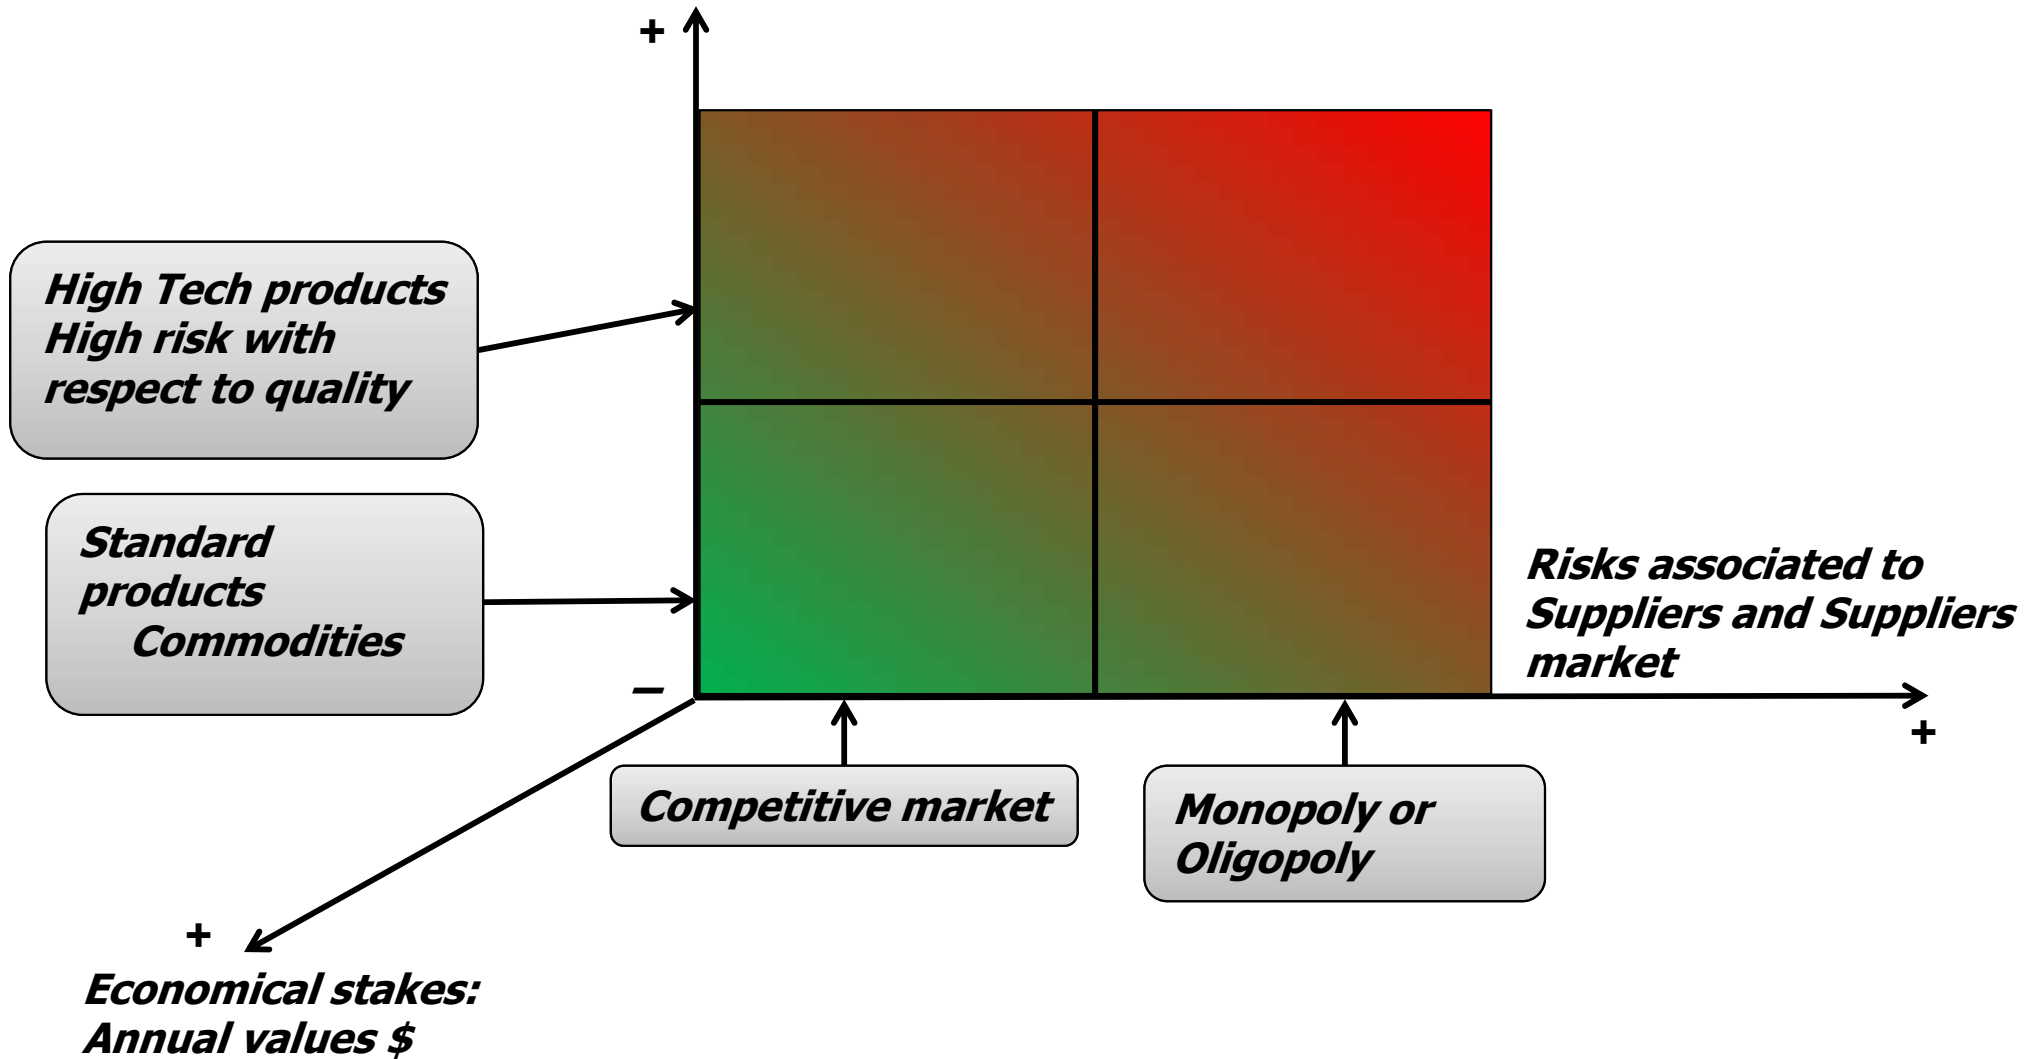 +
High Tech products
High risk with
respect to quality
Standard
products
Commodities
–
Risks associated to
Suppliers and Suppliers
market
+
Competitive market
Monopoly or
Oligopoly
+
Economical stakes:
Annual values $